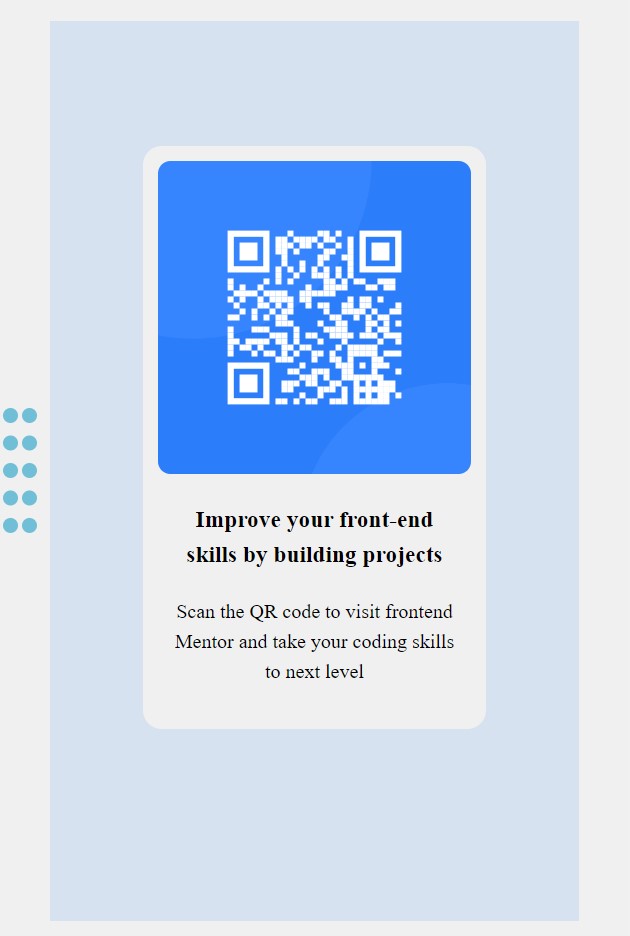 Improve your front-end
skills by building projects
Scan the QR code to visit frontend
Mentor and take your coding skills
to next level